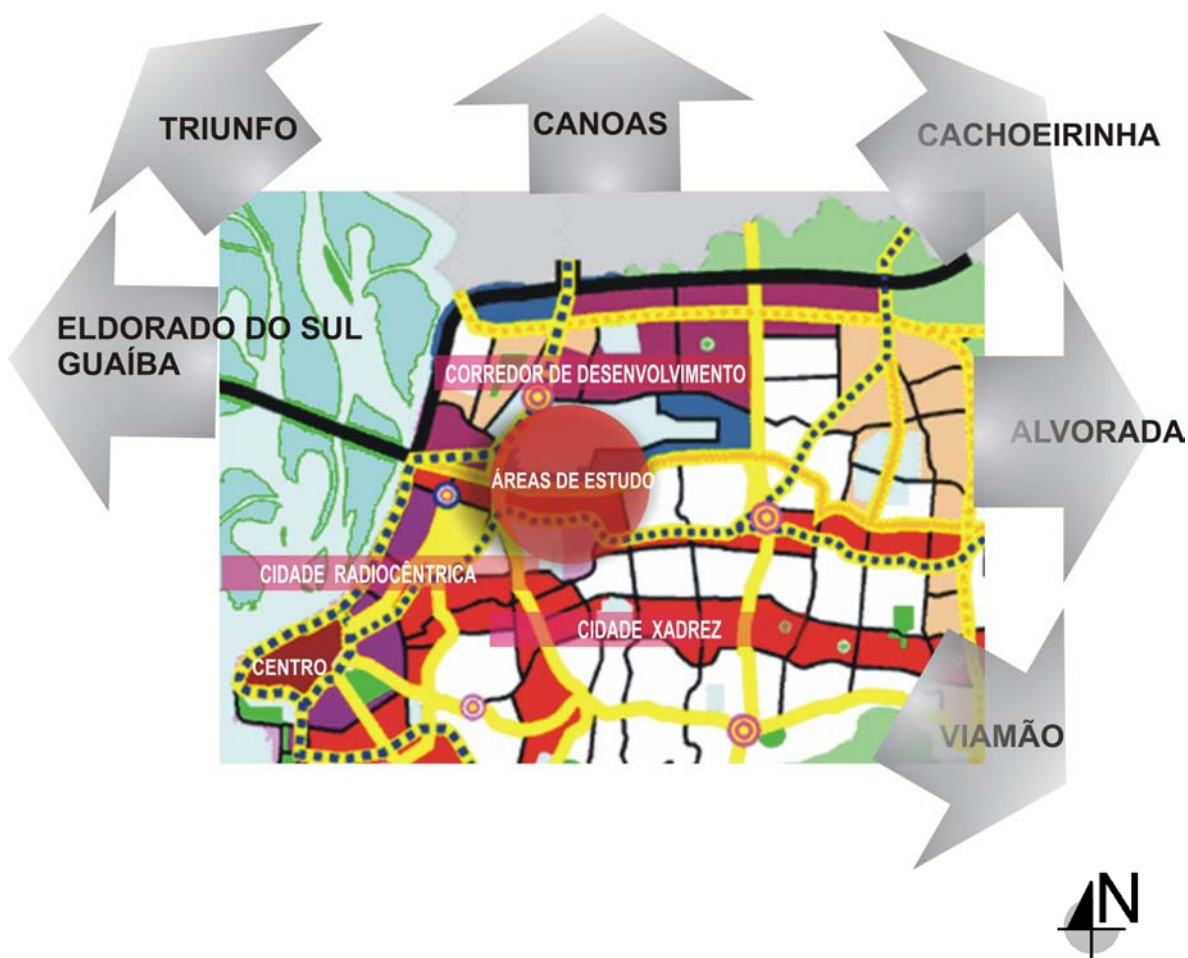 TRIUNFO
CANOAS
CACHOEIRINHA
ELDORADO DO SUL
GUAÍBA
CORREDOR DE DESENVOLVIMENTO
ALVORADA
ÁREAS DE ESTUDO
CIDADE RADIOCÊNTRICA
CIDADE XADREZ
CENTRO
VIAMÃO
N